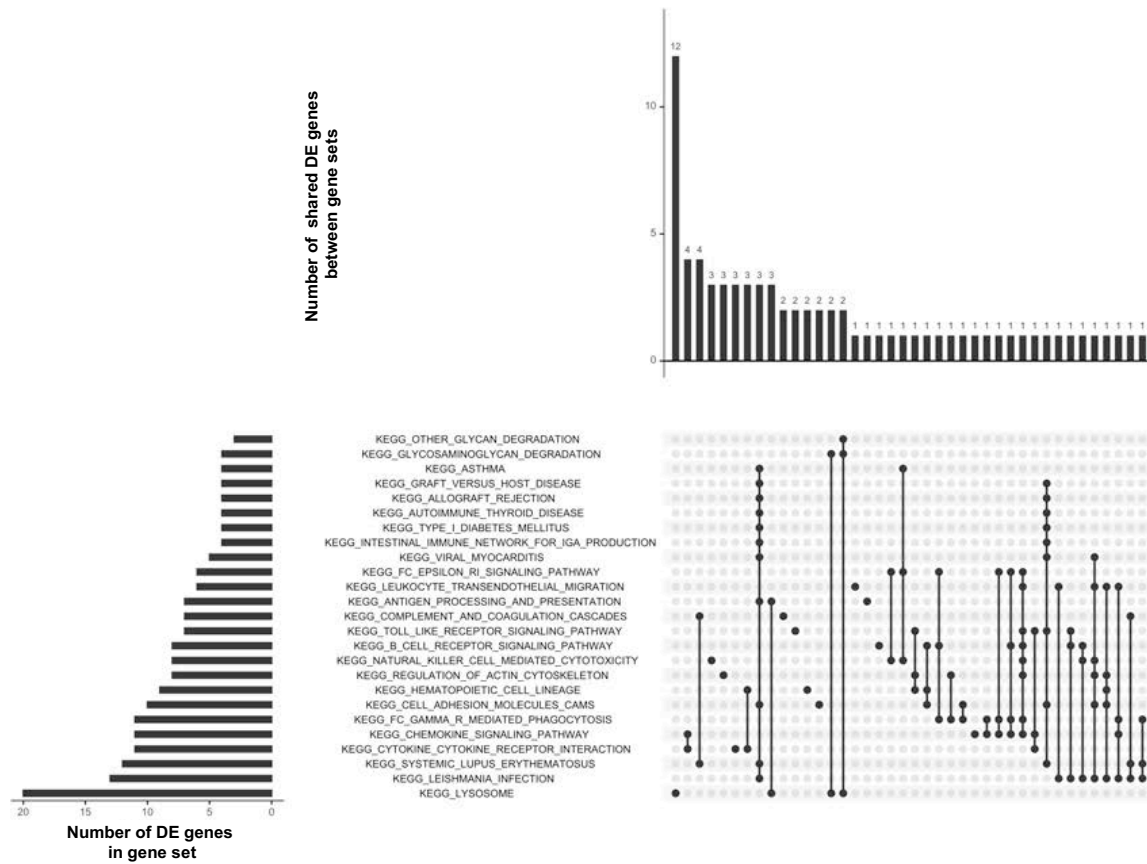 Number of shared DE genes
between gene sets
10
5
0
12
4 4
3 3 3 3 3 3
2 2 2 2 2 2
1 1 1 1 1 1 1 1 1 1 1 1 1 1 1 1 1 1 1 1 1 1 1 1 1
KEGG_OTHER_GLYCAN_DEGRADATION
KEGG_GLYCOSAMINOGLYCAN_DEGRADATION
KEGG_ASTHMA
KEGG_GRAFT_VERSUS_HOST_DISEASE
KEGG_ALLOGRAFT_REJECTION
KEGG_AUTOIMMUNE_THYROID_DISEASE
KEGG_TYPE_I_DIABETES_MELLITUS
KEGG_INTESTINAL_IMMUNE_NETWORK_FOR_IGA_PRODUCTION
KEGG_VIRAL_MYOCARDITIS
KEGG_FC_EPSILON_RI_SIGNALING_PATHWAY
KEGG_LEUKOCYTE_TRANSENDOTHELIAL_MIGRATION
KEGG_ANTIGEN_PROCESSING_AND_PRESENTATION
KEGG_COMPLEMENT_AND_COAGULATION_CASCADES
KEGG_TOLL_LIKE_RECEPTOR_SIGNALING_PATHWAY
KEGG_B_CELL_RECEPTOR_SIGNALING_PATHWAY
KEGG_NATURAL_KILLER_CELL_MEDIATED_CYTOTOXICITY
KEGG_REGULATION_OF_ACTIN_CYTOSKELETON
KEGG_HEMATOPOIETIC_CELL_LINEAGE
KEGG_CELL_ADHESION_MOLECULES_CAMS
KEGG_FC_GAMMA_R_MEDIATED_PHAGOCYTOSIS
KEGG_CHEMOKINE_SIGNALING_PATHWAY
KEGG_CYTOKINE_CYTOKINE_RECEPTOR_INTERACTION
KEGG_SYSTEMIC_LUPUS_ERYTHEMATOSUS
KEGG_LEISHMANIA_INFECTION
KEGG_LYSOSOME
20 15 10 5 0
Number of DE genes
in gene set